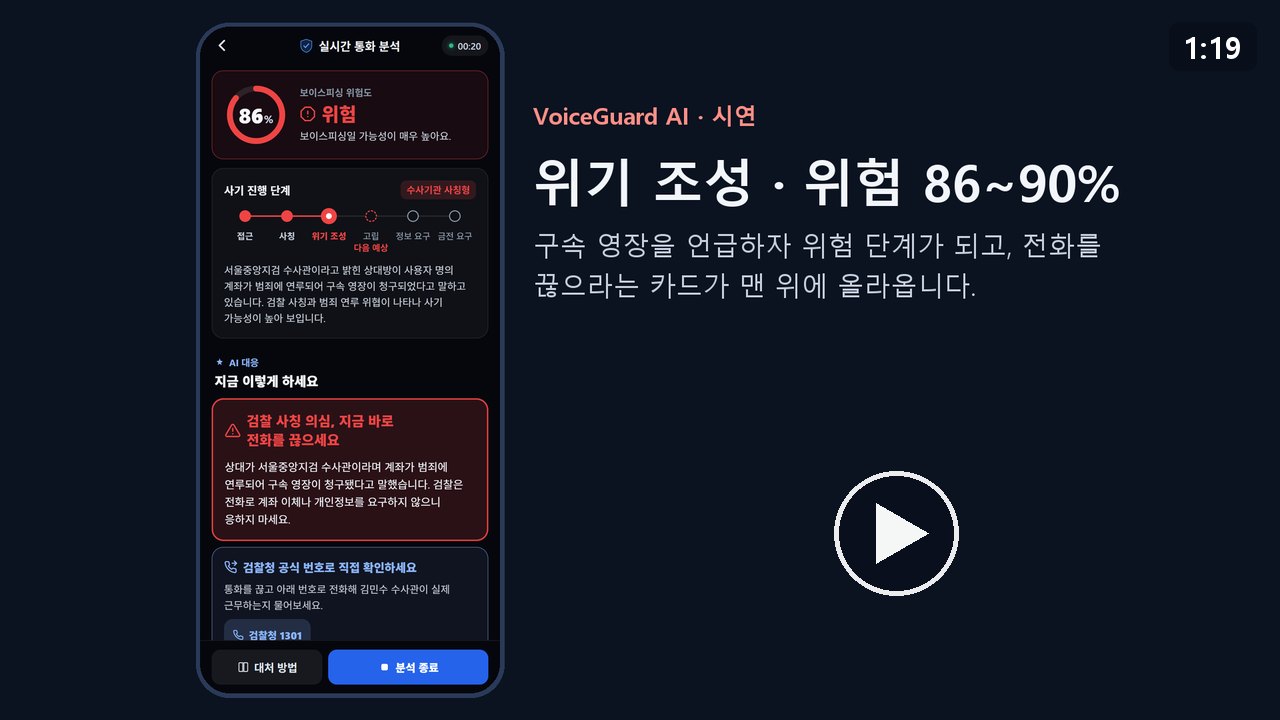 실시간 통화 분석
00:20
86%
보이스피싱 위험도
위험
보이스피싱일 가능성이 매우 높아요.
사기 진행 단계
수사기관 사칭형
접근
사칭
위기 조성
고립
정보 요구
금전 요구
다음 예상
서울중앙지검 수사관이라고 밝힌 상대방이 사용자 명의
계좌가 범죄에 연루되어 구속 영장이 청구되었다고 말하고
있습니다. 검찰 사칭과 범죄 연루 위협이 나타나 사기
가능성이 높아 보입니다.
AI 대응
지금 이렇게 하세요
검찰 사칭 의심, 지금 바로
전화를 끊으세요
상대가 서울중앙지검 수사관이라며 계좌가 범죄에
연루되어 구속 영장이 청구됐다고 말했습니다. 검찰은
전화로 계좌 이체나 개인정보를 요구하지 않으니
응하지 마세요.
검찰청 공식 번호로 직접 확인하세요
통화를 끊고 아래 번호로 전화해 김민수 수사관이 실제
근무하는지 물어보세요.
검찰청 1301
대처 방법
분석 종료
1:19
VoiceGuard AI · 시연
위기 조성 · 위험 86~90%
구속 영장을 언급하자 위험 단계가 되고, 전화를
끊으라는 카드가 맨 위에 올라옵니다.